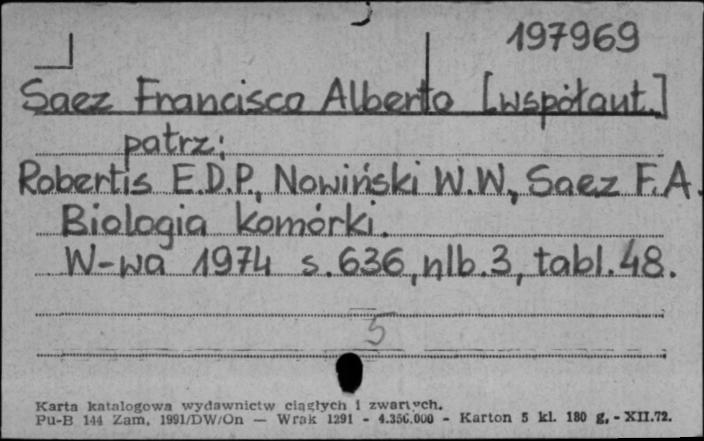 197969
Saez Francisco Alberto [współaut.]
patrz:
Robertis E.D.P., Nowiński W.W., Saez F.A.
Biologia komórki.
W-wa 1974 s.636, nlb.3, tabl.48.
5
Karta katalogowa wydawnictw ciągłych i zwartych.
Pu-B 144 Zam. 1991/DW/On — Wrak 1291 - 4.350.000 - Karton 5 kl. 180 g. - XII.72.